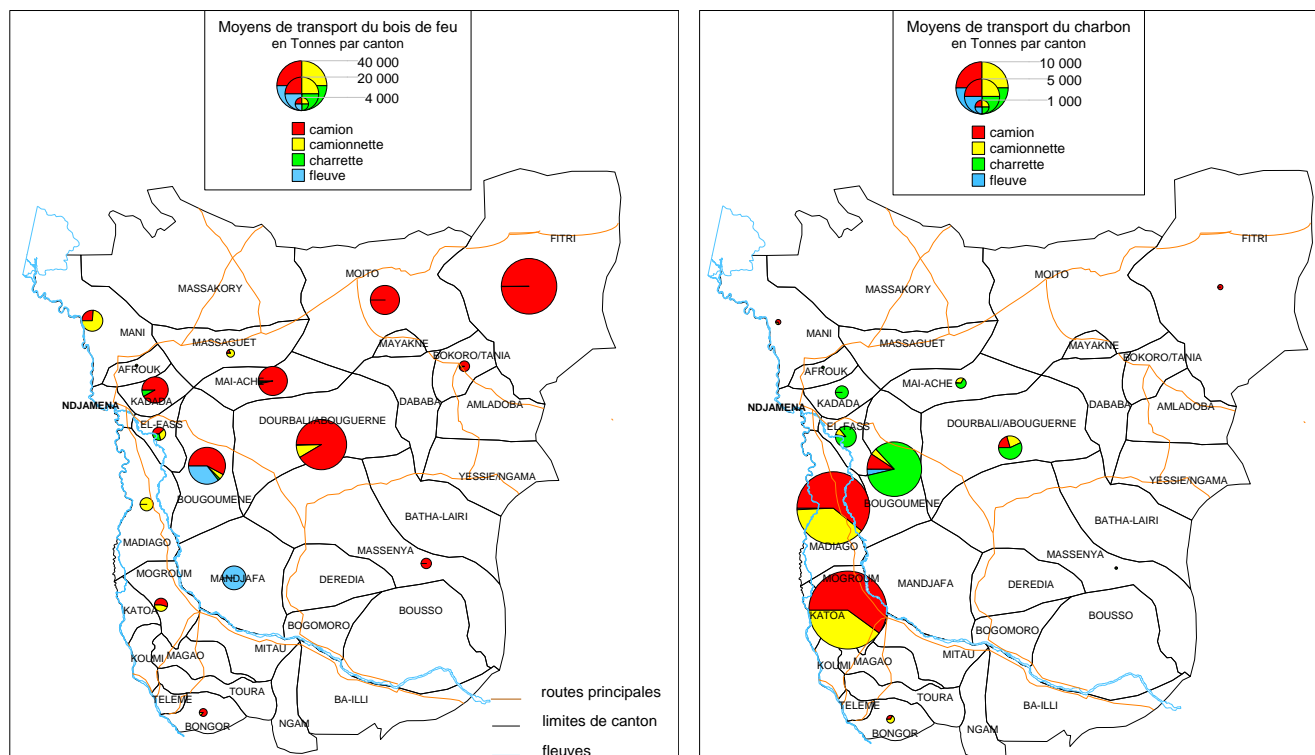 Moyens de transport du bois de feu
en Tonnes par canton
40 000
20 000
4 000
camion
camionnette
charrette
fleuve
FITRI
MOITO
MASSAKORY
MANI
MASSAGUET
MAYAKNE
BOKORO/TANIA
AFROUK
MAI-ACHE
KADADA
NDJAMENA
DABABA
AMLADOBA
EL-FASS
DOURBALI/ABOUGUERNE
YESSIE/NGAMA
BOUGOUMENE
BATHA-LAIRI
MADIAGO
MASSENYA
MOGROUM
MANDJAFA
DEREDIA
KATOA
BOUSSO
BOGOMORO
MITAU
KOUMI
MAGAO
TOURA
TELEME
BA-ILLI
BONGOR
NGAM
routes principales
limites de canton
fleuves
Moyens de transport du charbon
en Tonnes par canton
10 000
5 000
1 000
camion
camionnette
charrette
fleuve
FITRI
MOITO
MASSAKORY
MANI
MASSAGUET
MAYAKNE
BOKORO/TANIA
AFROUK
MAI-ACHE
KADADA
NDJAMENA
DABABA
AMLADOBA
EL-FASS
DOURBALI/ABOUGUERNE
YESSIE/NGAMA
BOUGOUMENE
BATHA-LAIRI
MADIAGO
MASSENYA
MOGROUM
MANDJAFA
DEREDIA
KATOA
BOUSSO
BOGOMORO
MITAU
KOUMI
MAGAO
TOURA
TELEME
BA-ILLI
BONGOR
NGAM